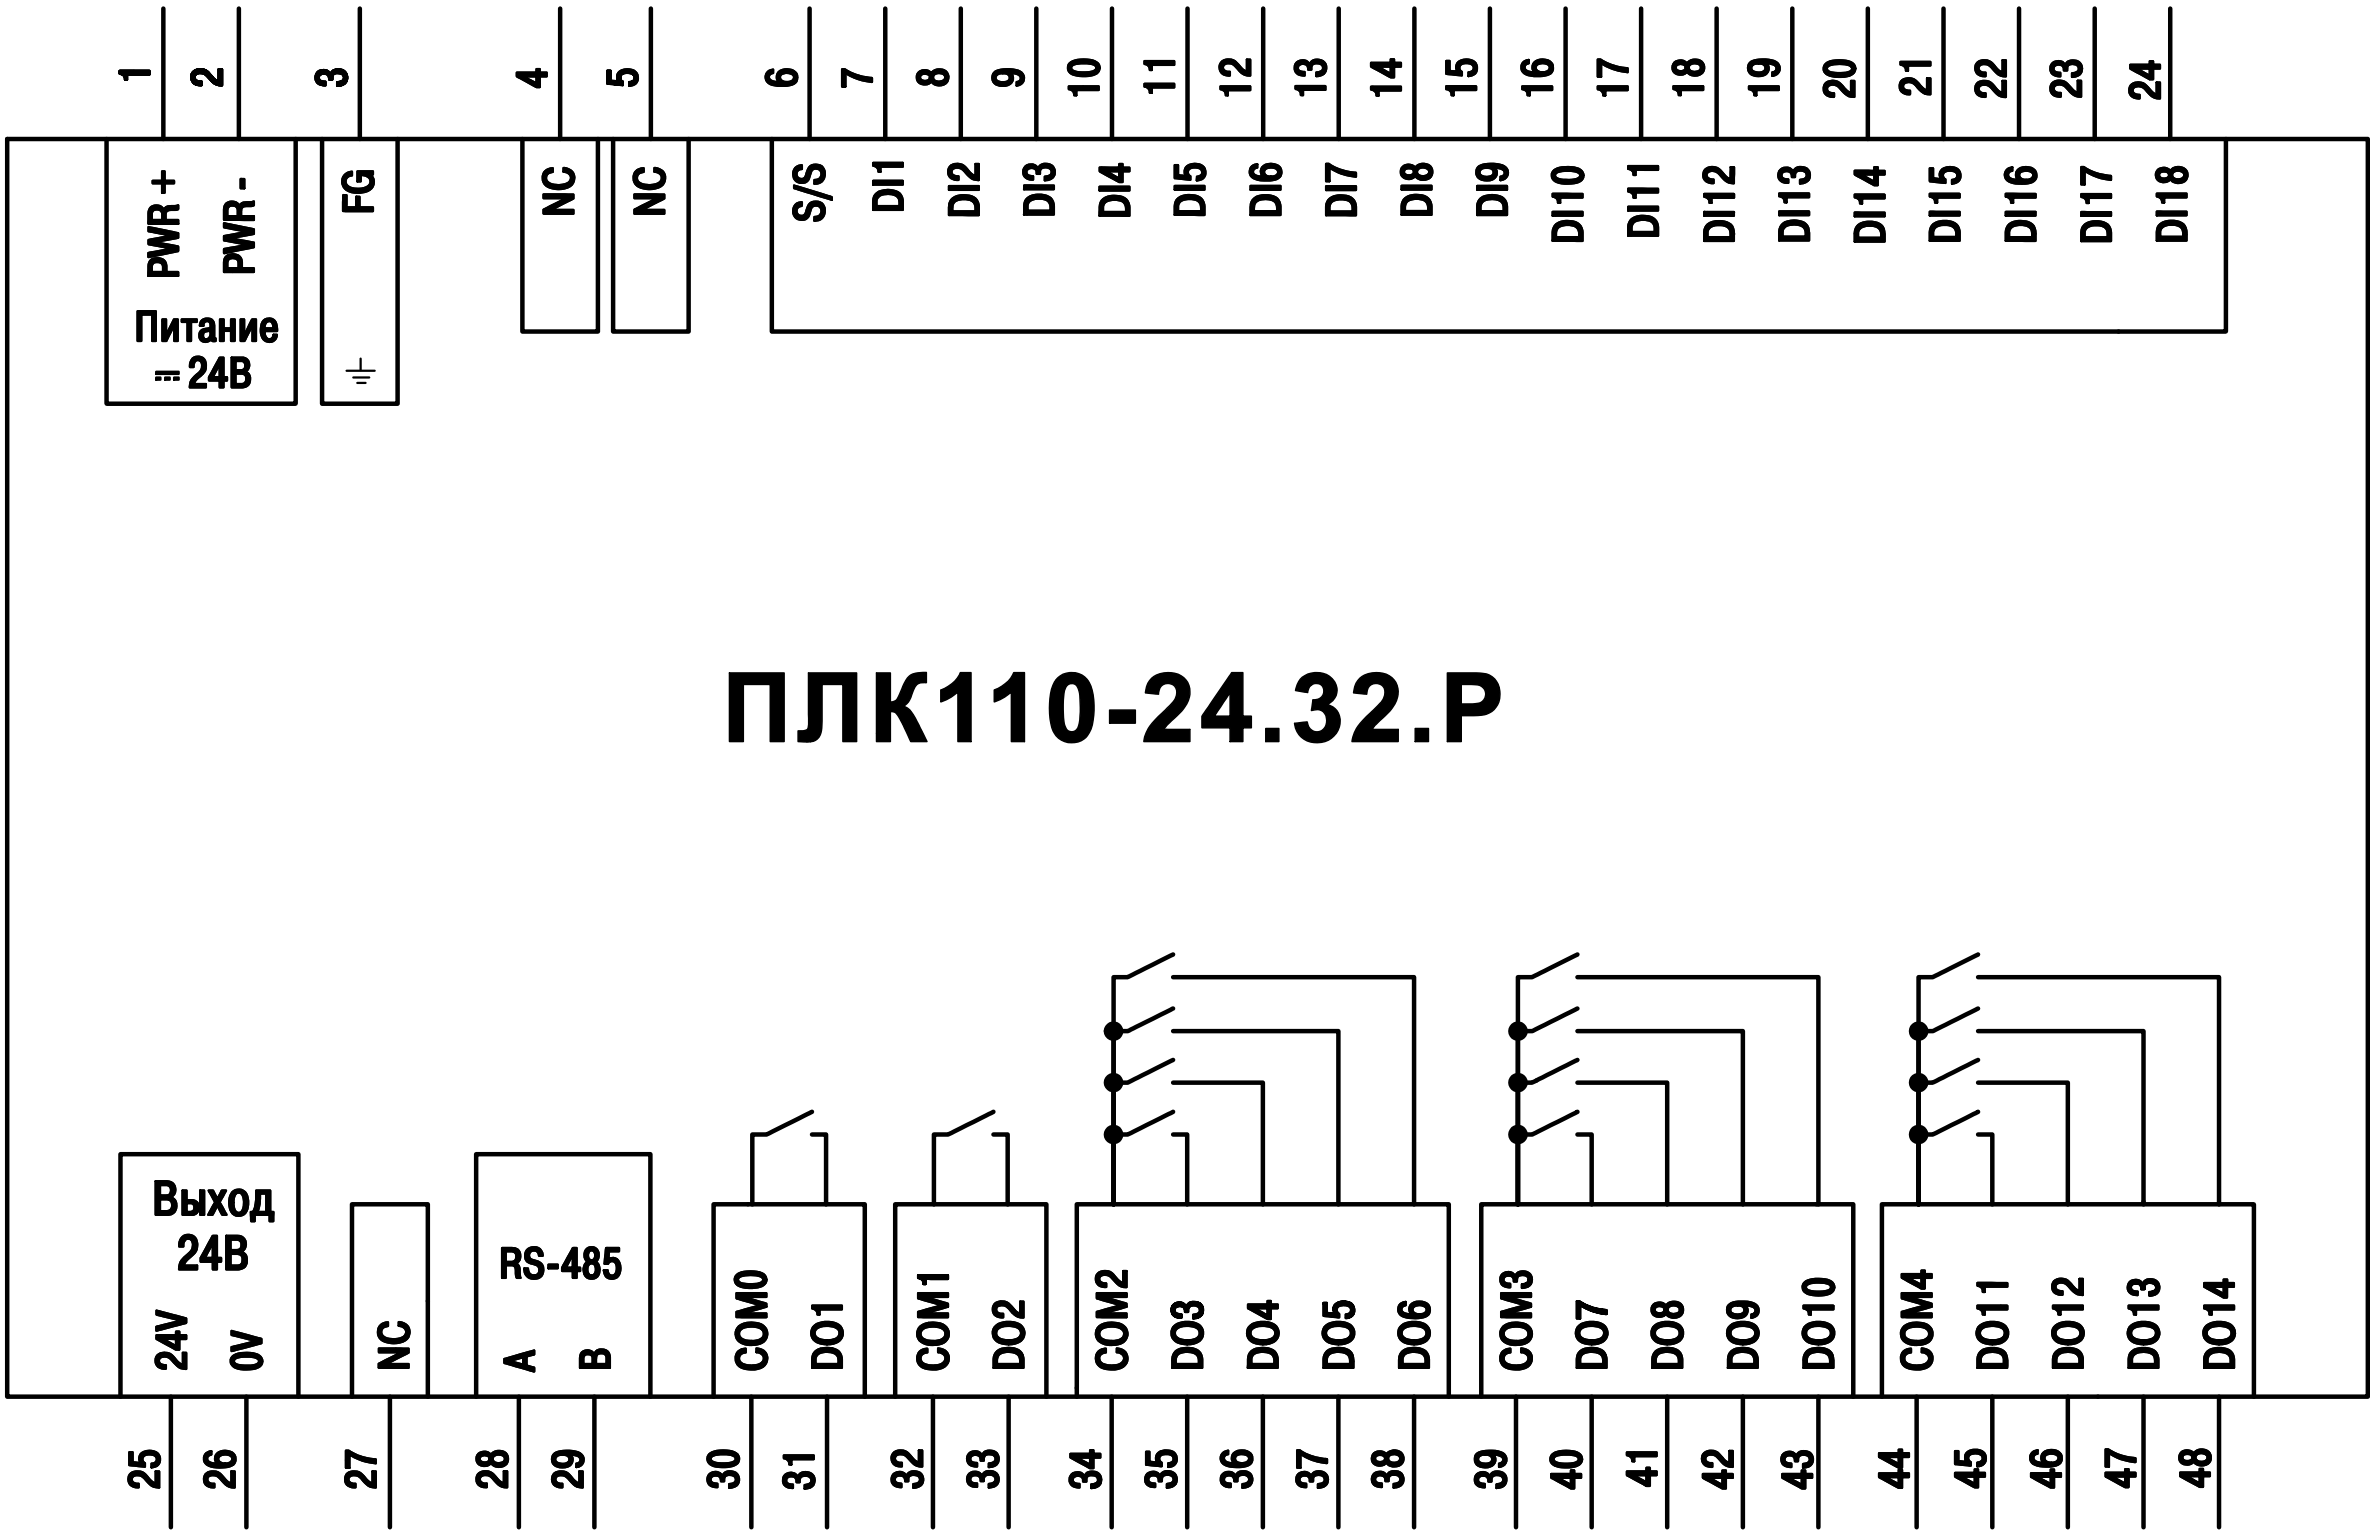 1 2 3 4 5 6 7 8 9 10 11 12 13 14 15 16 17 18 19 20 21 22 23 24
PWR + PWR - FG NC NC S/S DI1 DI2 DI3 DI4 DI5 DI6 DI7 DI8 DI9 DI10 DI11 DI12 DI13 DI14 DI15 DI16 DI17 DI18
Питание
⎓ 24В
ПЛК110-24.32.Р
Выход
24В
RS-485
24V 0V NC A B COM0 DO1 COM1 DO2 COM2 DO3 DO4 DO5 DO6 COM3 DO7 DO8 DO9 DO10 COM4 DO11 DO12 DO13 DO14
25 26 27 28 29 30 31 32 33 34 35 36 37 38 39 40 41 42 43 44 45 46 47 48